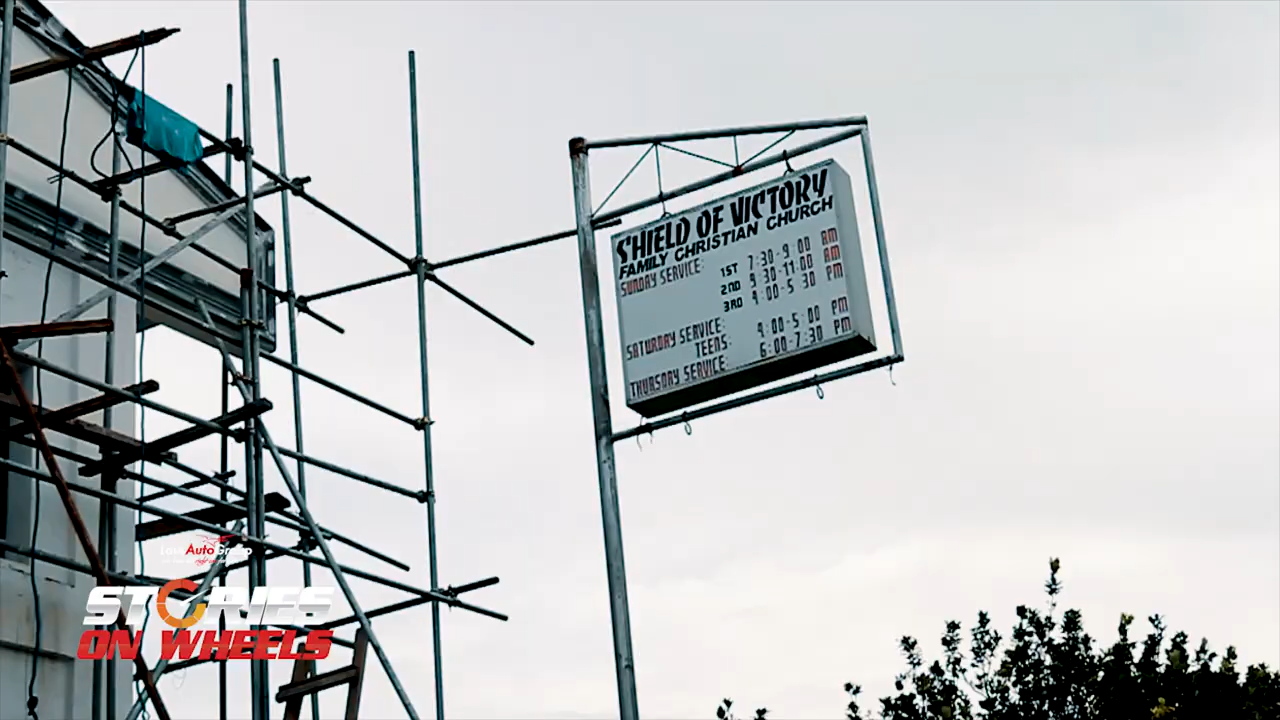 SHIELD OF VICTORY
FAMILY CHRISTIAN CHURCH
SUNDAY SERVICE: 1ST 7:30-9:00 AM
2ND 9:30-11:00 AM
3RD 4:00-5:30 PM
SATURDAY SERVICE: 4:00-5:00 PM
TEENS: 6:00-7:30 PM
THURSDAY SERVICE:
Auto Group
STORIES
ON WHEELS